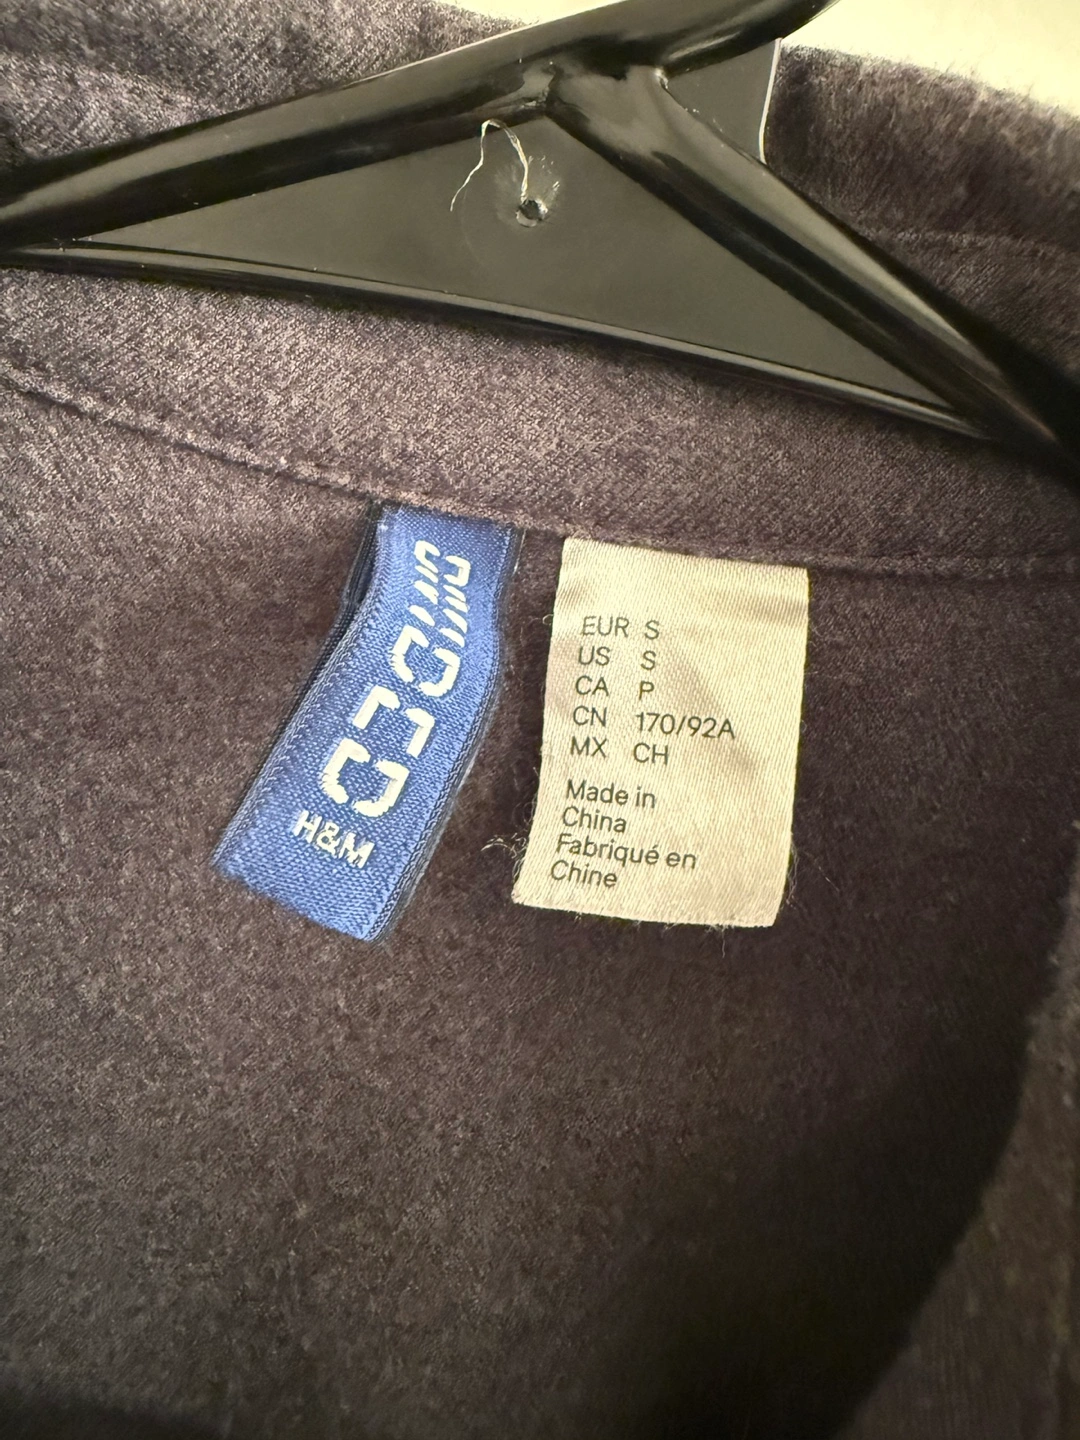 DIVIDED
H&M
EUR S
US S
CA P
CN 170/92A
MX CH
Made in
China
Fabriqué en
Chine